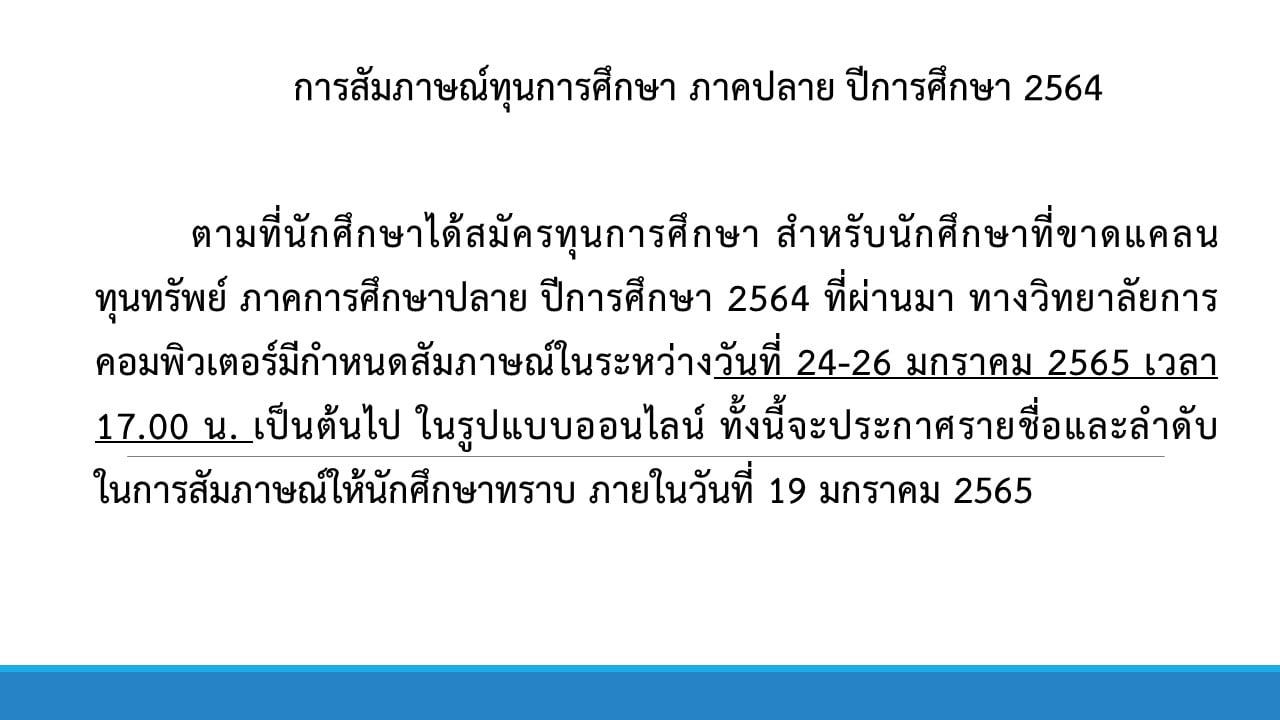 การสัมภาษณ์ทุนการศึกษา ภาคปลาย ปีการศึกษา 2564
ตามที่นักศึกษาได้สมัครทุนการศึกษา สำหรับนักศึกษาที่ขาดแคลน
ทุนทรัพย์ ภาคการศึกษาปลาย ปีการศึกษา 2564 ที่ผ่านมา ทางวิทยาลัยการ
คอมพิวเตอร์มีกำหนดสัมภาษณ์ในระหว่างวันที่ 24-26 มกราคม 2565 เวลา
17.00 น. เป็นต้นไป ในรูปแบบออนไลน์ ทั้งนี้จะประกาศรายชื่อและลำดับ
ในการสัมภาษณ์ให้นักศึกษาทราบ ภายในวันที่ 19 มกราคม 2565